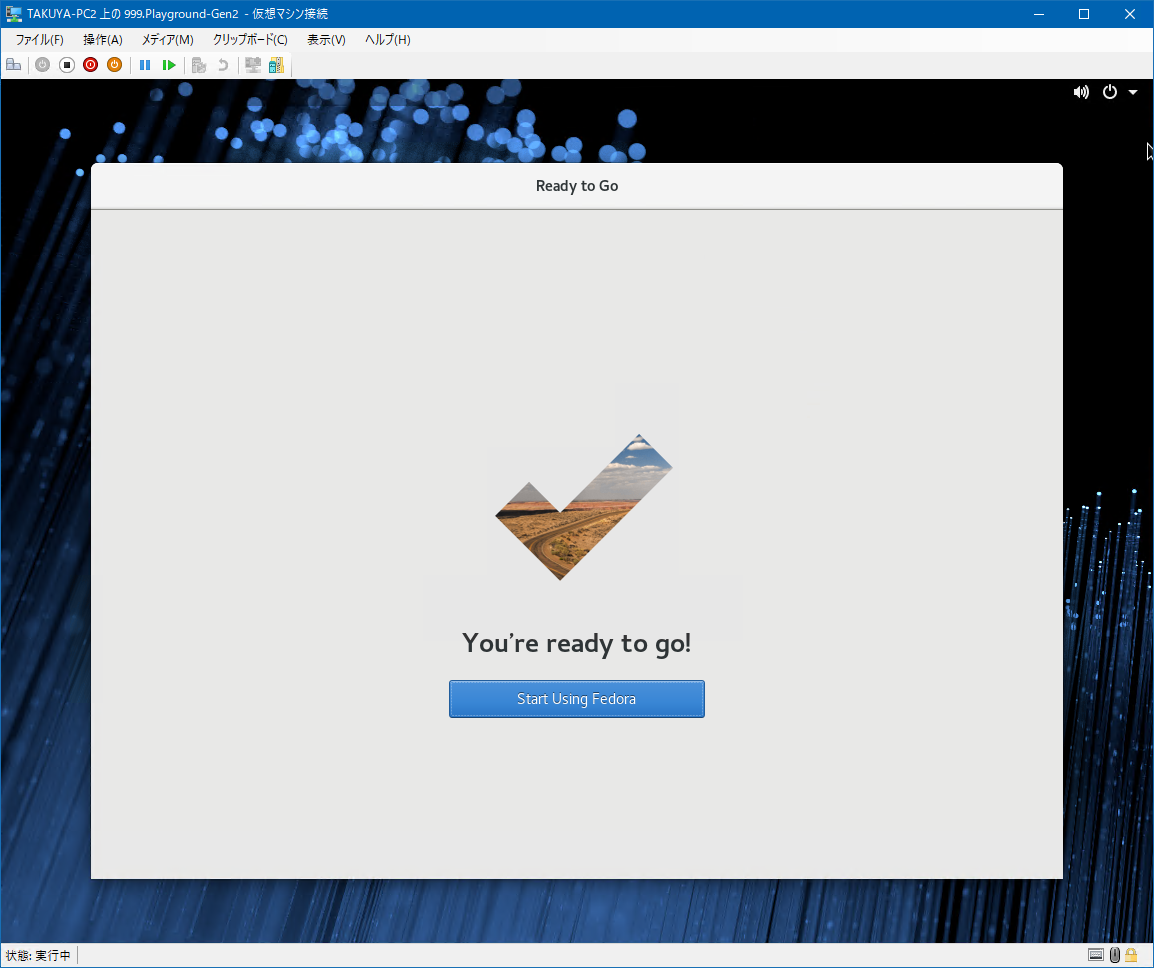 TAKUYA-PC2 上の 999.Playground-Gen2 - 仮想マシン接続
ファイル(F) 操作(A) メディア(M) クリップボード(C) 表示(V) ヘルプ(H)
Ready to Go
You’re ready to go!
Start Using Fedora
状態: 実行中